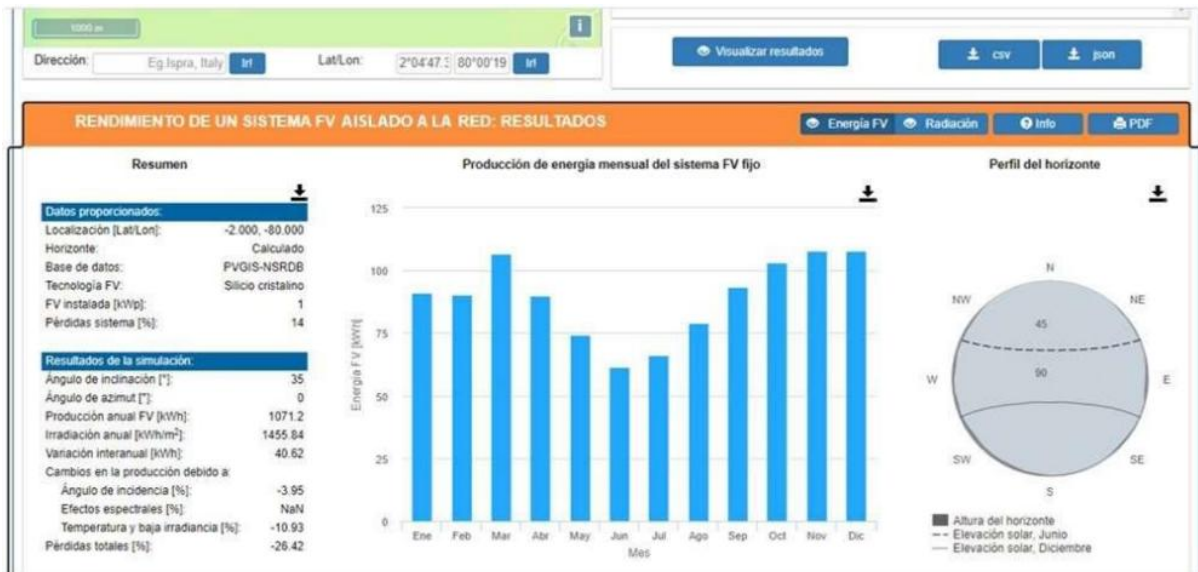 1000 m
i
Dirección: Eg.Ispra, Italy Ir! Lat/Lon: 2°04'47.3 80°00'19 Ir!
Visualizar resultados csv json
RENDIMIENTO DE UN SISTEMA FV AISLADO A LA RED: RESULTADOS
Energía FV Radiación Info PDF
Resumen
Datos proporcionados:
Localización [Lat/Lon]: -2.000, -80.000
Horizonte: Calculado
Base de datos: PVGIS-NSRDB
Tecnología FV: Silicio cristalino
FV instalada [kWp]: 1
Pérdidas sistema [%]: 14
Resultados de la simulación:
Ángulo de inclinación [°]: 35
Ángulo de azimut [°]: 0
Producción anual FV [kWh]: 1071.2
Irradiación anual [kWh/m²]: 1455.84
Variación interanual [kWh]: 40.62
Cambios en la producción debido a:
Ángulo de incidencia [%]: -3.95
Efectos espectrales [%]: NaN
Temperatura y baja irradiancia [%]: -10.93
Pérdidas totales [%]: -26.42
Producción de energía mensual del sistema FV fijo
125
100
75
50
25
0
Energía FV [kWh]
Ene Feb Mar Abr May Jun Jul Ago Sep Oct Nov Dic
Mes
Perfil del horizonte
N
NW NE
45
90
W E
SW SE
S
Altura del horizonte
Elevación solar, Junio
Elevación solar, Diciembre